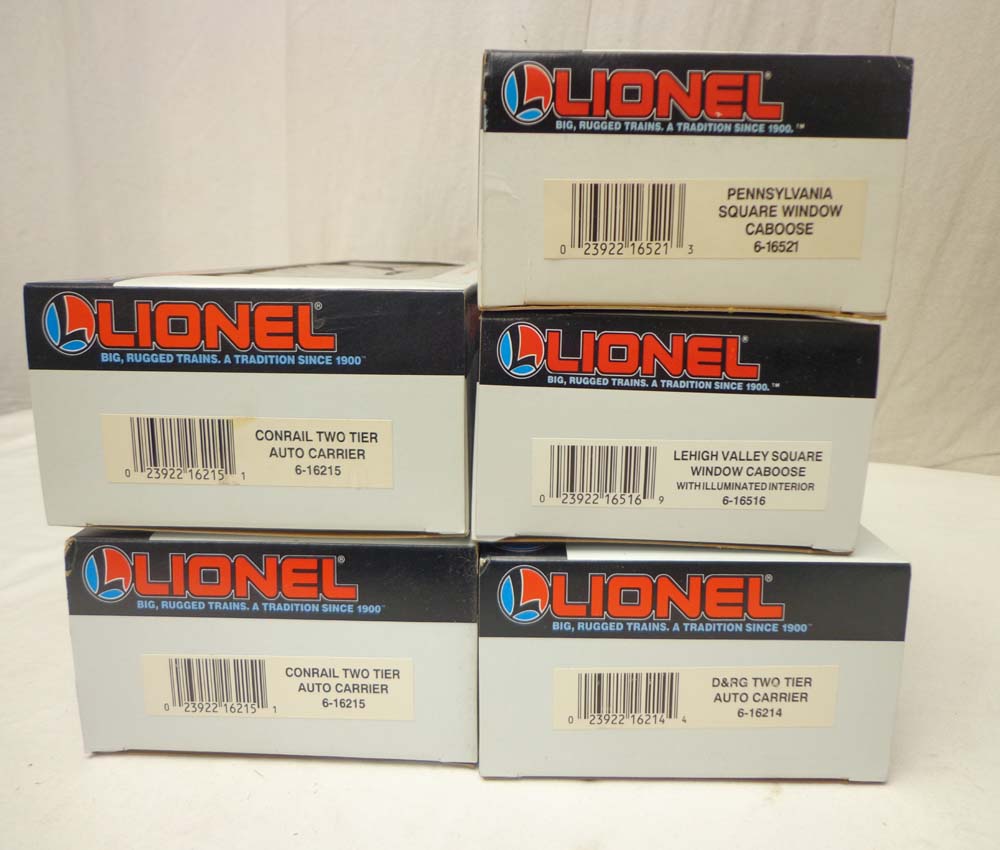 LIONEL®
BIG, RUGGED TRAINS. A TRADITION SINCE 1900.™
PENNSYLVANIA
SQUARE WINDOW
CABOOSE
6-16521
0 23922 16521 3
LIONEL®
BIG, RUGGED TRAINS. A TRADITION SINCE 1900™
CONRAIL TWO TIER
AUTO CARRIER
6-16215
0 23922 16215 1
LIONEL®
BIG, RUGGED TRAINS. A TRADITION SINCE 1900.™
LEHIGH VALLEY SQUARE
WINDOW CABOOSE
WITH ILLUMINATED INTERIOR
6-16516
0 23922 16516 9
LIONEL®
BIG, RUGGED TRAINS. A TRADITION SINCE 1900™
CONRAIL TWO TIER
AUTO CARRIER
6-16215
0 23922 16215 1
LIONEL®
BIG, RUGGED TRAINS. A TRADITION SINCE 1900™
D&RG TWO TIER
AUTO CARRIER
6-16214
0 23922 16214 4